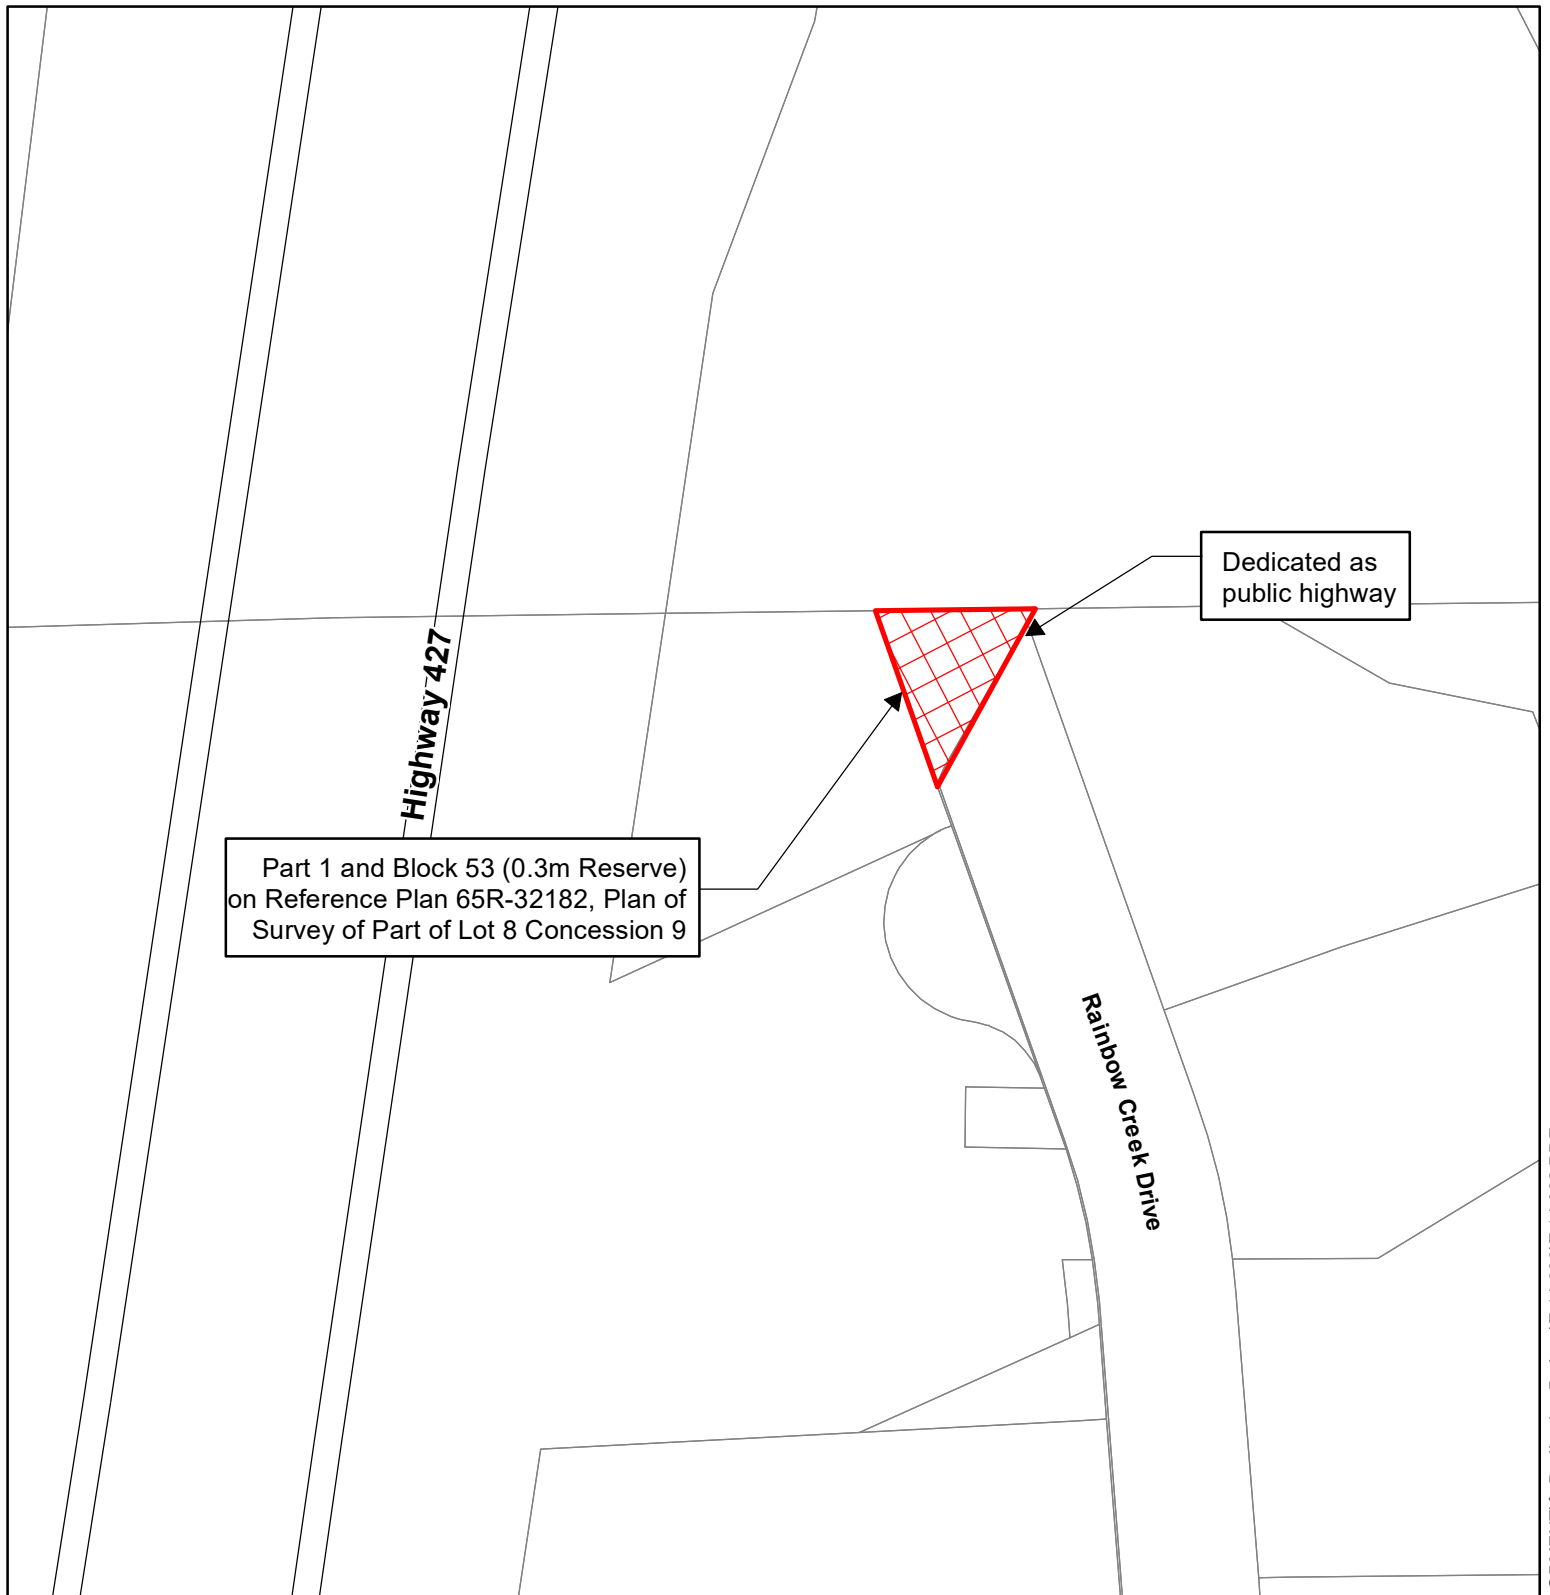 Dedicated as
public highway
Highway 427
Part 1 and Block 53 (0.3m Reserve)
on Reference Plan 65R-32182, Plan of
Survey of Part of Lot 8 Concession 9
Rainbow Creek Drive